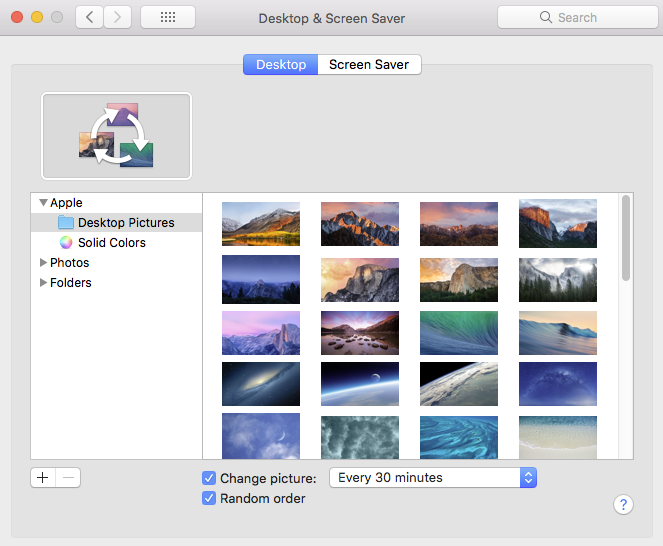 Desktop & Screen Saver
Search
Desktop
Screen Saver
Apple
Desktop Pictures
Solid Colors
Photos
Folders
Change picture:
Every 30 minutes
Random order
?